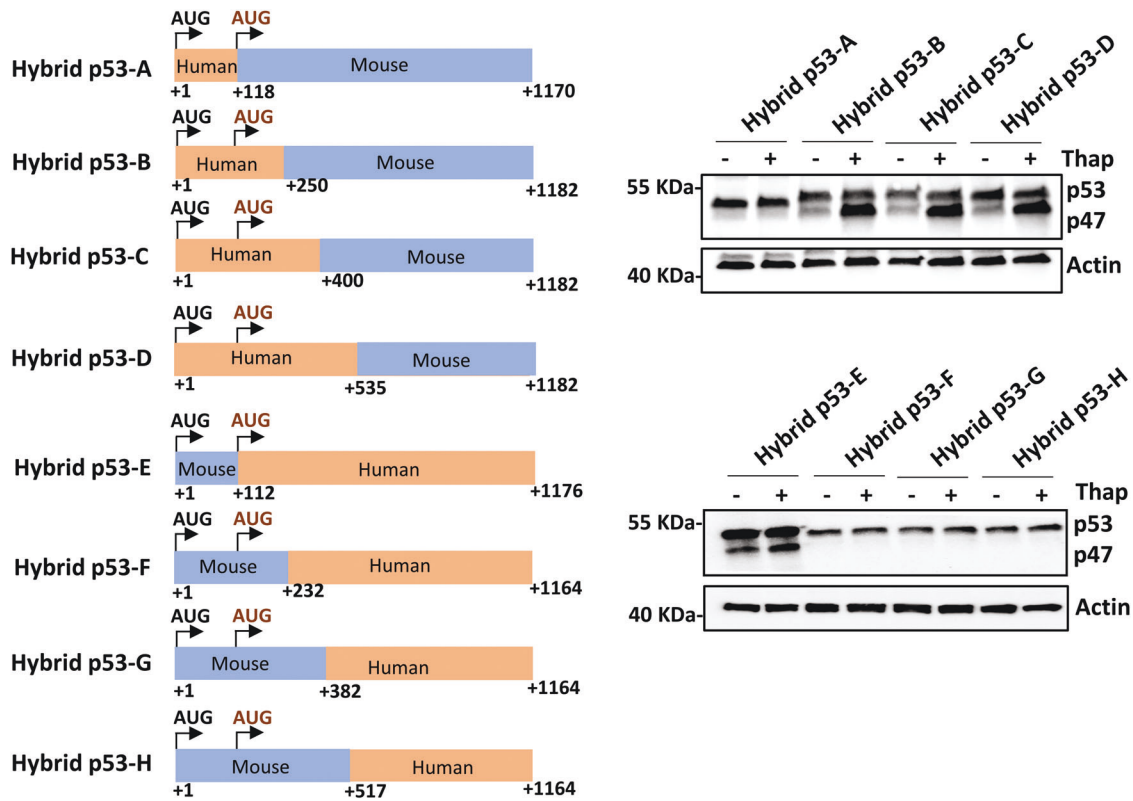 AUG AUG
Hybrid p53-A Human Mouse
+1 +118 +1170
AUG AUG
Hybrid p53-B Human Mouse
+1 +250 +1182
AUG AUG
Hybrid p53-C Human Mouse
+1 +400 +1182
AUG AUG
Hybrid p53-D Human Mouse
+1 +535 +1182
AUG AUG
Hybrid p53-E Mouse Human
+1 +112 +1176
AUG AUG
Hybrid p53-F Mouse Human
+1 +232 +1164
AUG AUG
Hybrid p53-G Mouse Human
+1 +382 +1164
AUG AUG
Hybrid p53-H Mouse Human
+1 +517 +1164
Hybrid p53-A Hybrid p53-B Hybrid p53-C Hybrid p53-D
- + - + - + - + Thap
55 KDa- p53
p47
40 KDa- Actin
Hybrid p53-E Hybrid p53-F Hybrid p53-G Hybrid p53-H
- + - + - + - + Thap
55 KDa- p53
p47
40 KDa- Actin